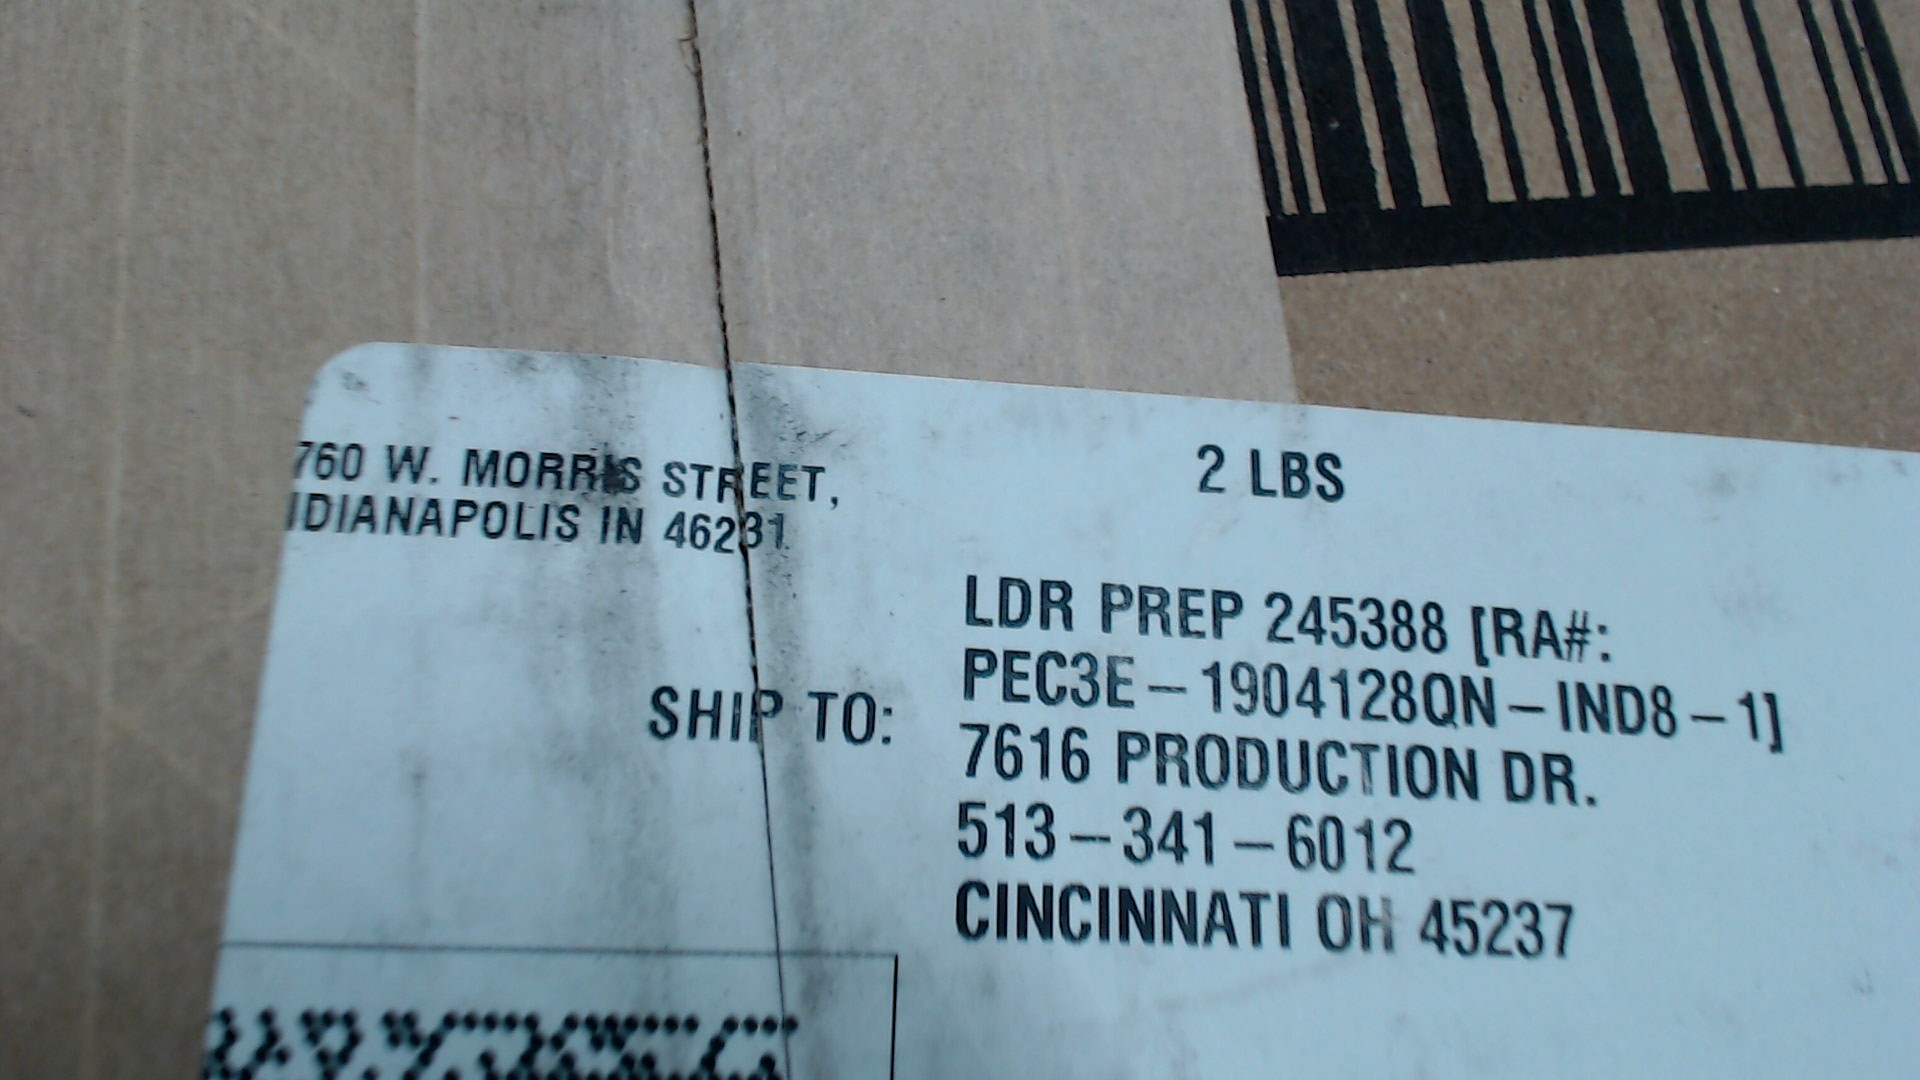 760 W. MORRIS STREET,
NDIANAPOLIS IN 46231
2 LBS
SHIP TO:
LDR PREP 245388 [RA#:
PEC3E-1904128QN-IND8-1]
7616 PRODUCTION DR.
513-341-6012
CINCINNATI OH 45237